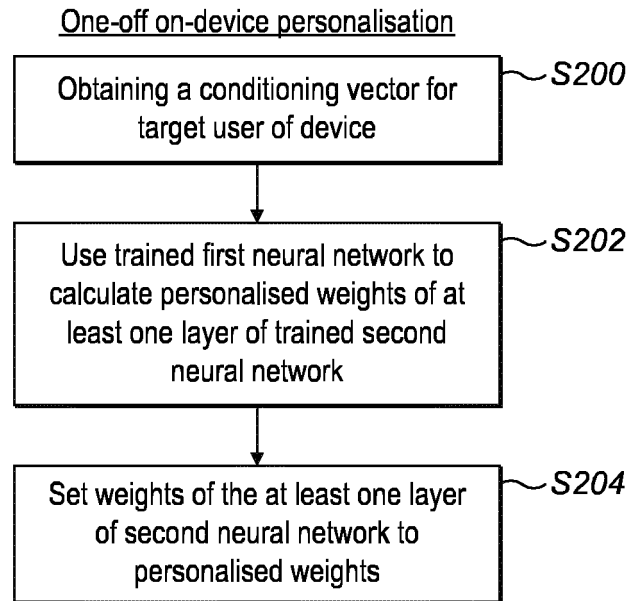 One-off on-device personalisation
S200
Obtaining a conditioning vector for
target user of device
S202
Use trained first neural network to
calculate personalised weights of at
least one layer of trained second
neural network
S204
Set weights of the at least one layer
of second neural network to
personalised weights